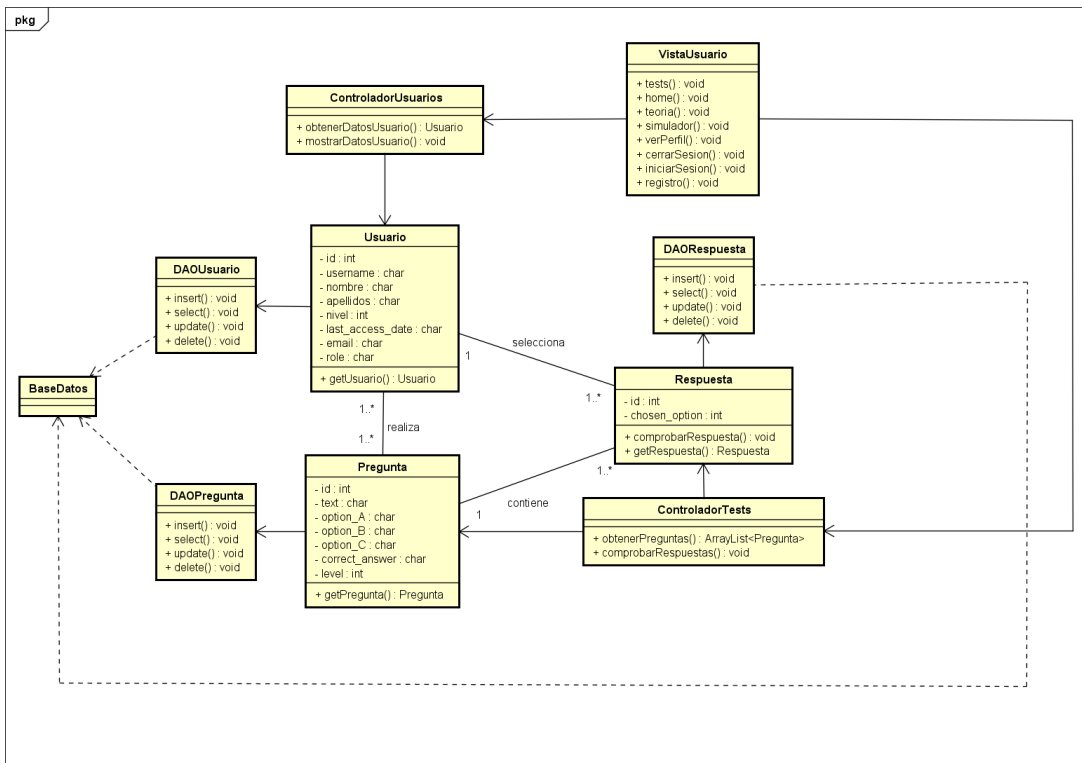 pkg
VistaUsuario
+ tests() : void
+ home() : void
+ teoria() : void
+ simulador() : void
+ verPerfil() : void
+ cerrarSesion() : void
+ iniciarSesion() : void
+ registro() : void
ControladorUsuarios
+ obtenerDatosUsuario() : Usuario
+ mostrarDatosUsuario() : void
Usuario
- id : int
- username : char
- nombre : char
- apellidos : char
- nivel : int
- last_access_date : char
- email : char
- role : char
+ getUsuario() : Usuario
DAOUsuario
+ insert() : void
+ select() : void
+ update() : void
+ delete() : void
DAORespuesta
+ insert() : void
+ select() : void
+ update() : void
+ delete() : void
selecciona
1
1..*
BaseDatos
Respuesta
- id : int
- chosen_option : int
+ comprobarRespuesta() : void
+ getRespuesta() : Respuesta
1..*
realiza
1..*
Pregunta
- id : int
- text : char
- option_A : char
- option_B : char
- option_C : char
- correct_answer : char
- level : int
+ getPregunta() : Pregunta
1..*
contiene
1
DAOPregunta
+ insert() : void
+ select() : void
+ update() : void
+ delete() : void
ControladorTests
+ obtenerPreguntas() : ArrayList<Pregunta>
+ comprobarRespuestas() : void